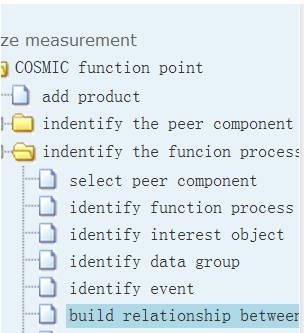 ze measurement
COSMIC function point
add product
indentify the peer component
indentify the funcion process
select peer component
identify function process
identify interest object
identify data group
identify event
build relationship between